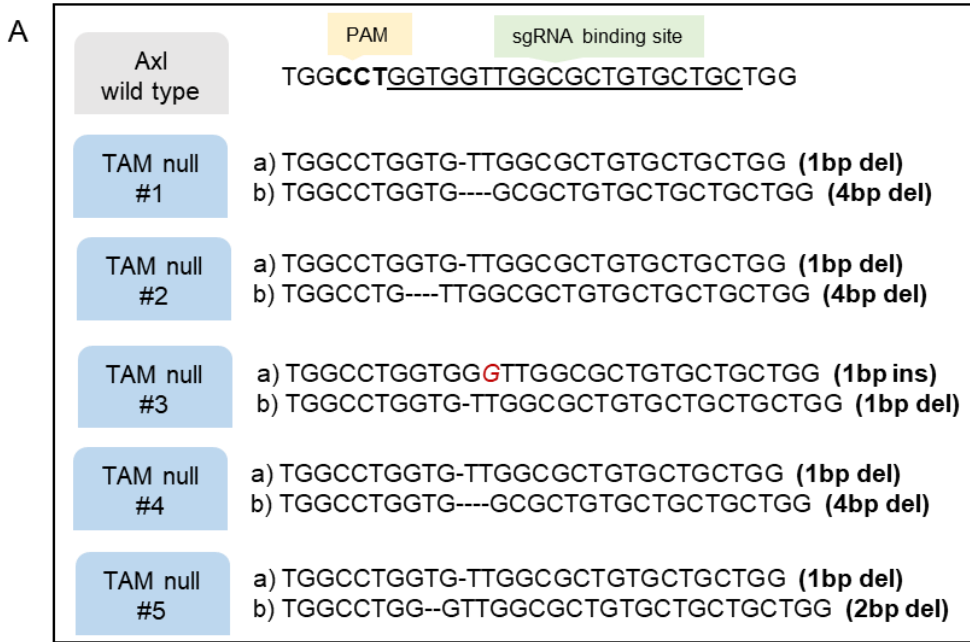 A
PAM
sgRNA binding site
Axl
wild type
TGGCCTGGTGGTTGGCGCTGTGCTGCTGG
TAM null
#1
a) TGGCCTGGTG-TTGGCGCTGTGCTGCTGG (1bp del)
b) TGGCCTGGTG----GCGCTGTGCTGCTGCTGG (4bp del)
TAM null
#2
a) TGGCCTGGTG-TTGGCGCTGTGCTGCTGG (1bp del)
b) TGGCCTG----TTGGCGCTGTGCTGCTGCTGG (4bp del)
TAM null
#3
a) TGGCCTGGTGGGTTGGCGCTGTGCTGCTGG (1bp ins)
b) TGGCCTGGTG-TTGGCGCTGTGCTGCTGCTGG (1bp del)
TAM null
#4
a) TGGCCTGGTG-TTGGCGCTGTGCTGCTGG (1bp del)
b) TGGCCTGGTG----GCGCTGTGCTGCTGCTGG (4bp del)
TAM null
#5
a) TGGCCTGGTG-TTGGCGCTGTGCTGCTGG (1bp del)
b) TGGCCTGG--GTTGGCGCTGTGCTGCTGCTGG (2bp del)